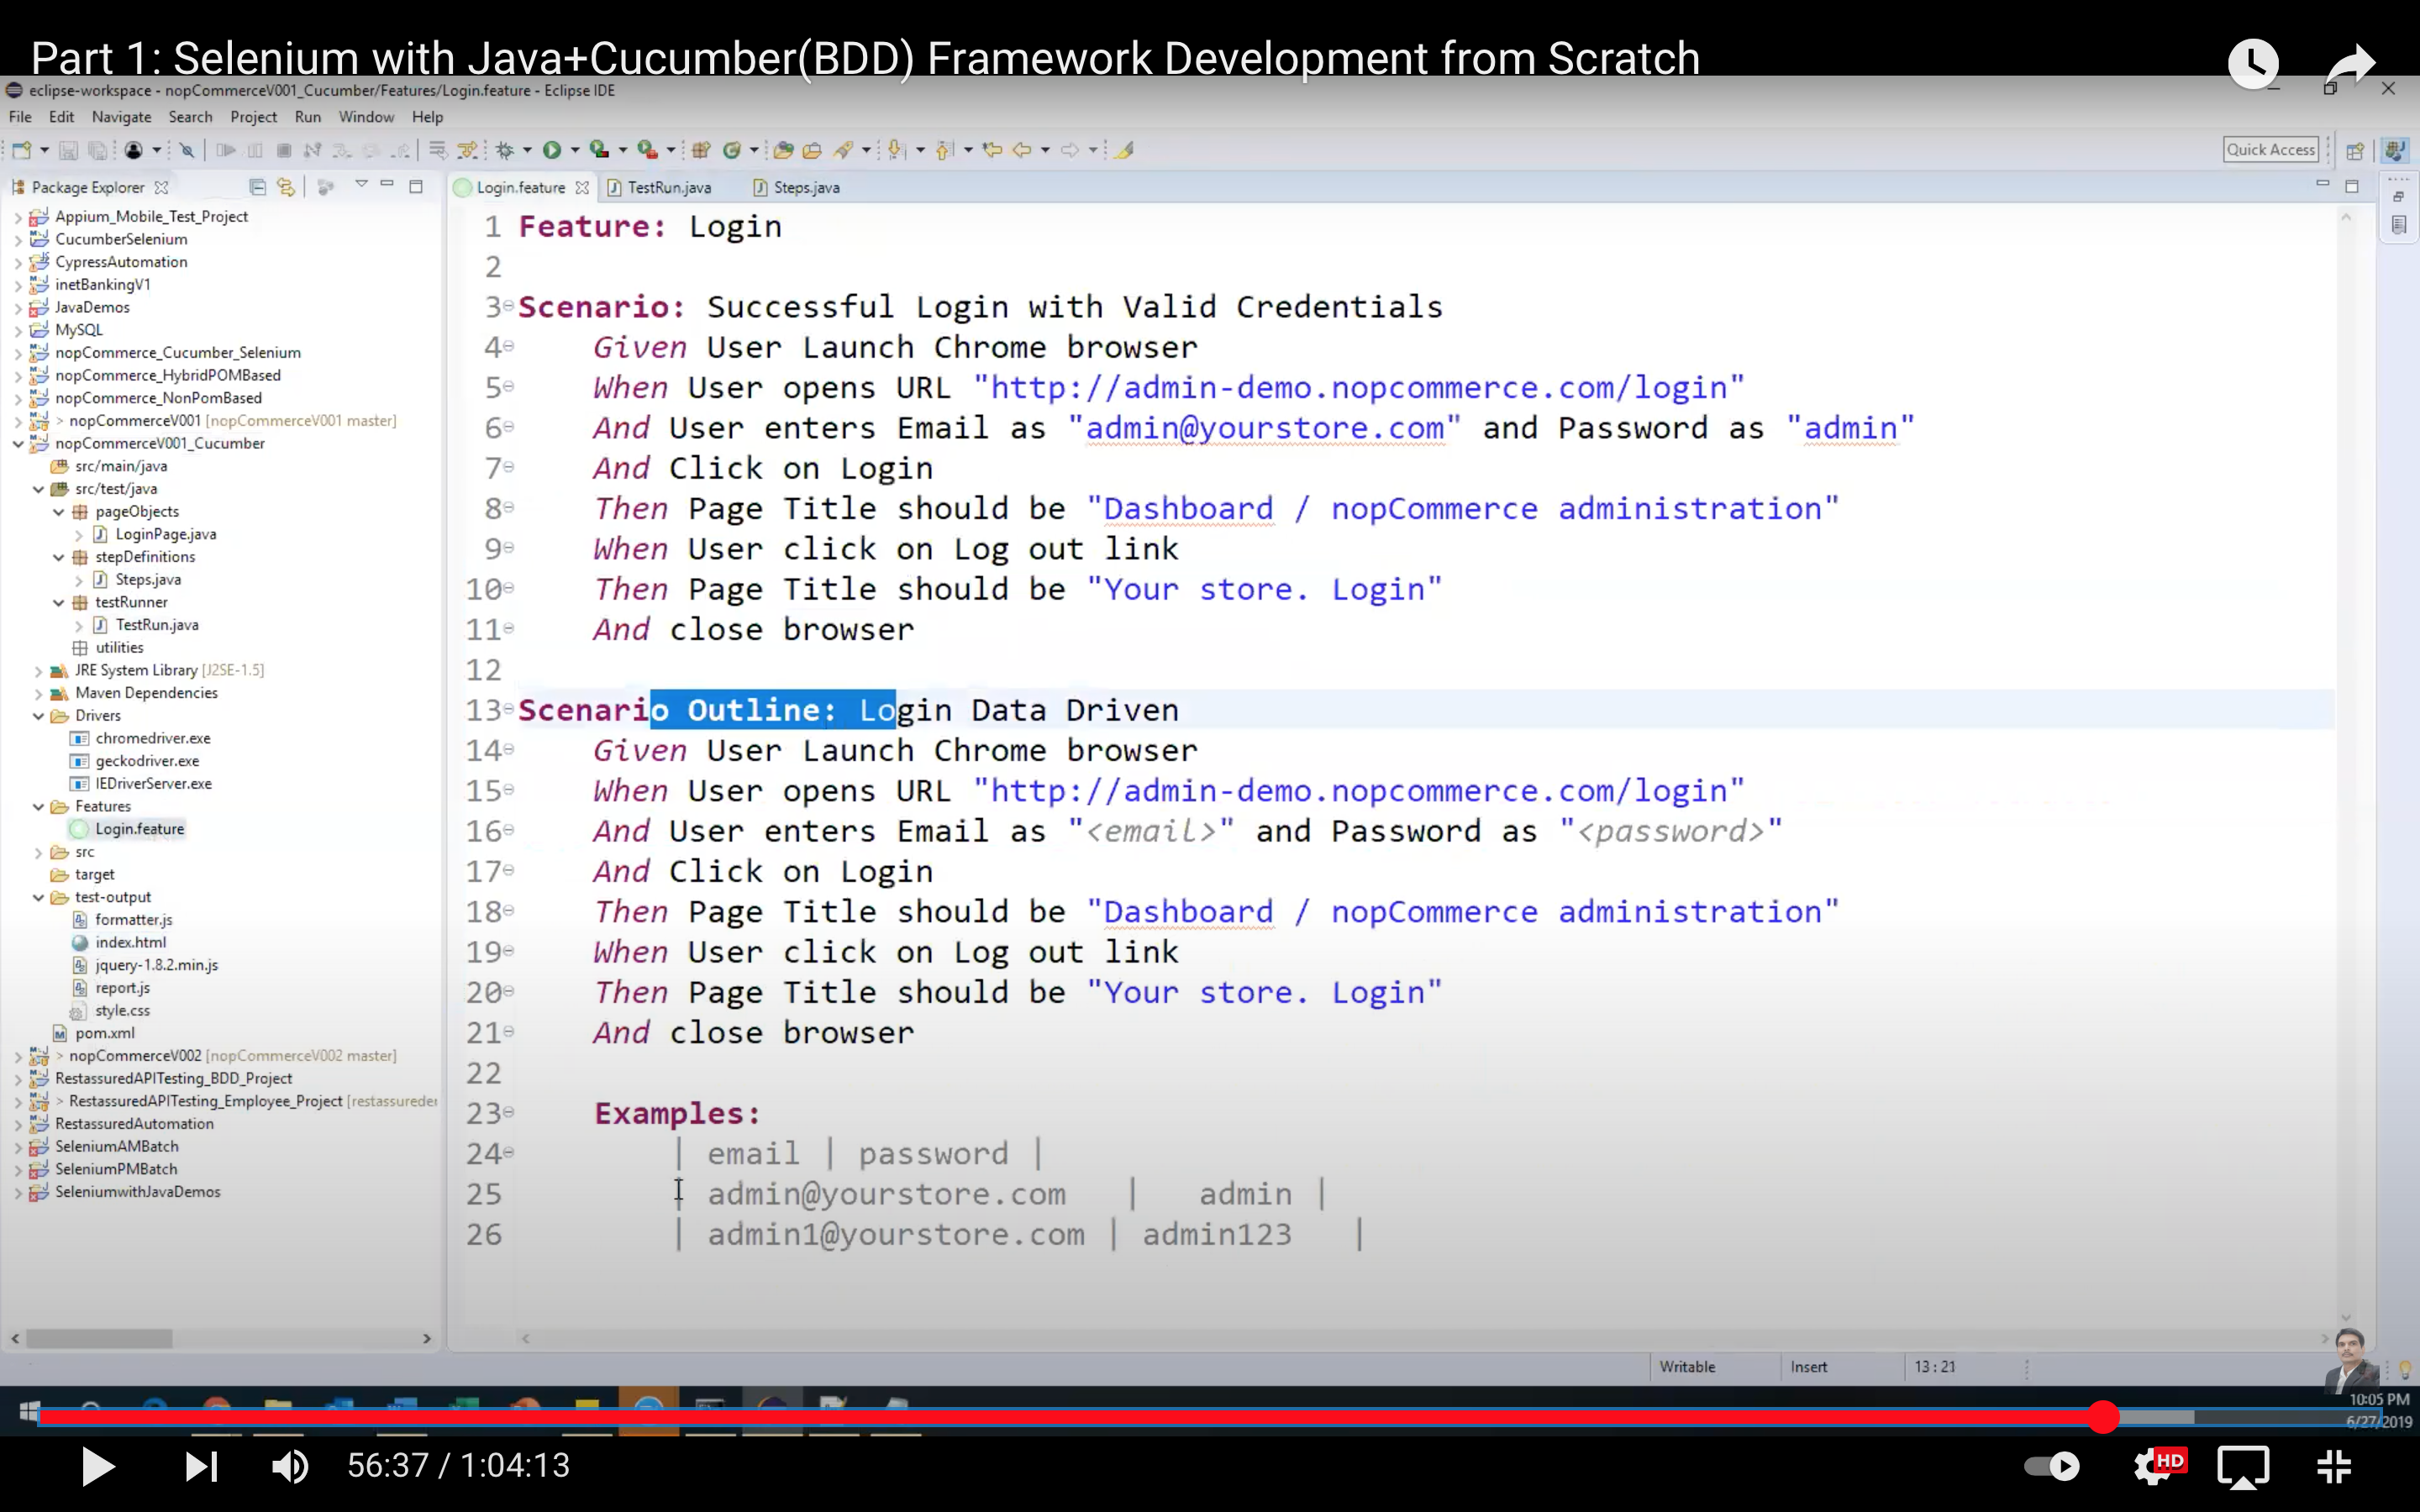 Part 1: Selenium with Java+Cucumber(BDD) Framework Development from Scratch
eclipse-workspace - nopCommerceV001_Cucumber/Features/Login.feature - Eclipse IDE
File Edit Navigate Search Project Run Window Help
Quick Access
Package Explorer
Appium_Mobile_Test_Project
CucumberSelenium
CypressAutomation
inetBankingV1
JavaDemos
MySQL
nopCommerce_Cucumber_Selenium
nopCommerce_HybridPOMBased
nopCommerce_NonPomBased
> nopCommerceV001 [nopCommerceV001 master]
nopCommerceV001_Cucumber
src/main/java
src/test/java
pageObjects
LoginPage.java
stepDefinitions
Steps.java
testRunner
TestRun.java
utilities
JRE System Library [J2SE-1.5]
Maven Dependencies
Drivers
chromedriver.exe
geckodriver.exe
IEDriverServer.exe
Features
Login.feature
src
target
test-output
formatter.js
index.html
jquery-1.8.2.min.js
report.js
style.css
pom.xml
> nopCommerceV002 [nopCommerceV002 master]
RestassuredAPITesting_BDD_Project
> RestassuredAPITesting_Employee_Project [restassureder
RestassuredAutomation
SeleniumAMBatch
SeleniumPMBatch
SeleniumwithJavaDemos
Login.feature TestRun.java Steps.java
1 Feature: Login
2
3 Scenario: Successful Login with Valid Credentials
4 Given User Launch Chrome browser
5 When User opens URL "http://admin-demo.nopcommerce.com/login"
6 And User enters Email as "admin@yourstore.com" and Password as "admin"
7 And Click on Login
8 Then Page Title should be "Dashboard / nopCommerce administration"
9 When User click on Log out link
10 Then Page Title should be "Your store. Login"
11 And close browser
12
13 Scenario Outline: Login Data Driven
14 Given User Launch Chrome browser
15 When User opens URL "http://admin-demo.nopcommerce.com/login"
16 And User enters Email as "<email>" and Password as "<password>"
17 And Click on Login
18 Then Page Title should be "Dashboard / nopCommerce administration"
19 When User click on Log out link
20 Then Page Title should be "Your store. Login"
21 And close browser
22
23 Examples:
24 | email | password |
25 | admin@yourstore.com | admin |
26 | admin1@yourstore.com | admin123 |
Writable Insert 13 : 21
10:05 PM
6/27/2019
56:37 / 1:04:13
HD